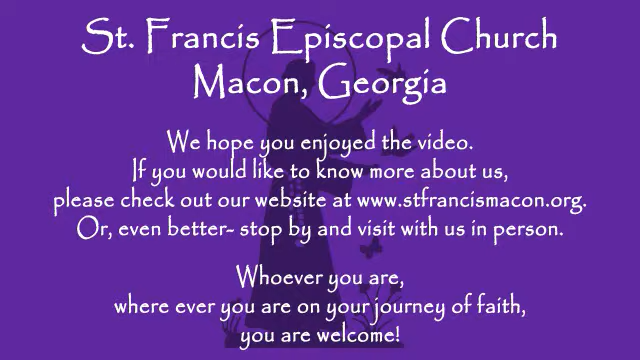 St. Francis Episcopal Church
Macon, Georgia
We hope you enjoyed the video.
If you would like to know more about us,
please check out our website at www.stfrancismacon.org.
Or, even better- stop by and visit with us in person.
Whoever you are,
where ever you are on your journey of faith,
you are welcome!